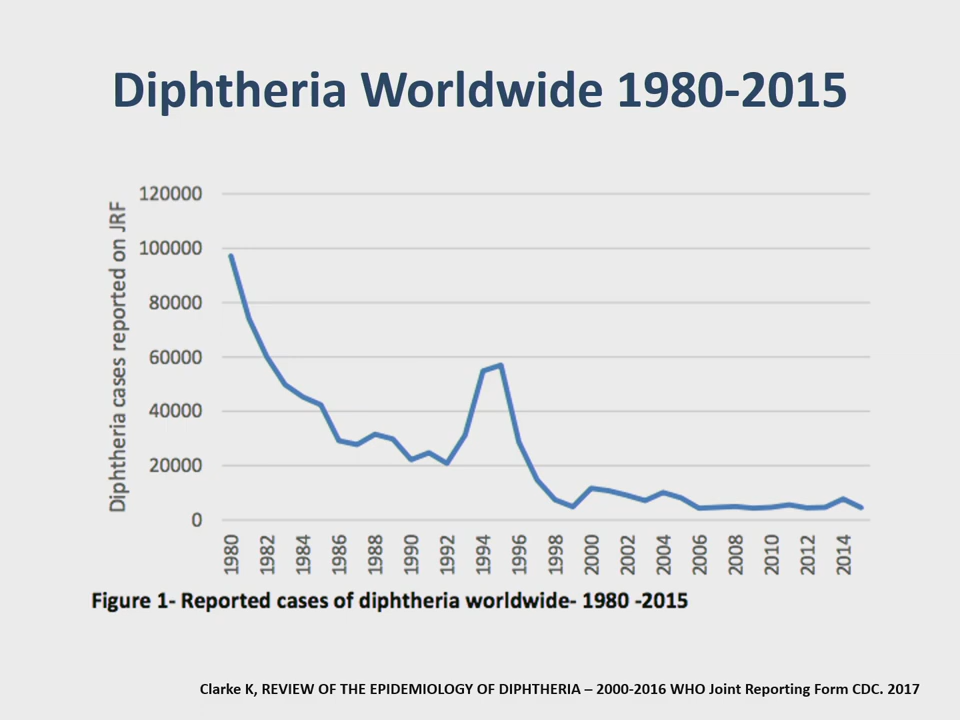 Diphtheria Worldwide 1980-2015
Diphtheria cases reported on JRF
120000
100000
80000
60000
40000
20000
0
1980 1982 1984 1986 1988 1990 1992 1994 1996 1998 2000 2002 2004 2006 2008 2010 2012 2014
Figure 1- Reported cases of diphtheria worldwide- 1980 -2015
Clarke K, REVIEW OF THE EPIDEMIOLOGY OF DIPHTHERIA – 2000-2016 WHO Joint Reporting Form CDC. 2017